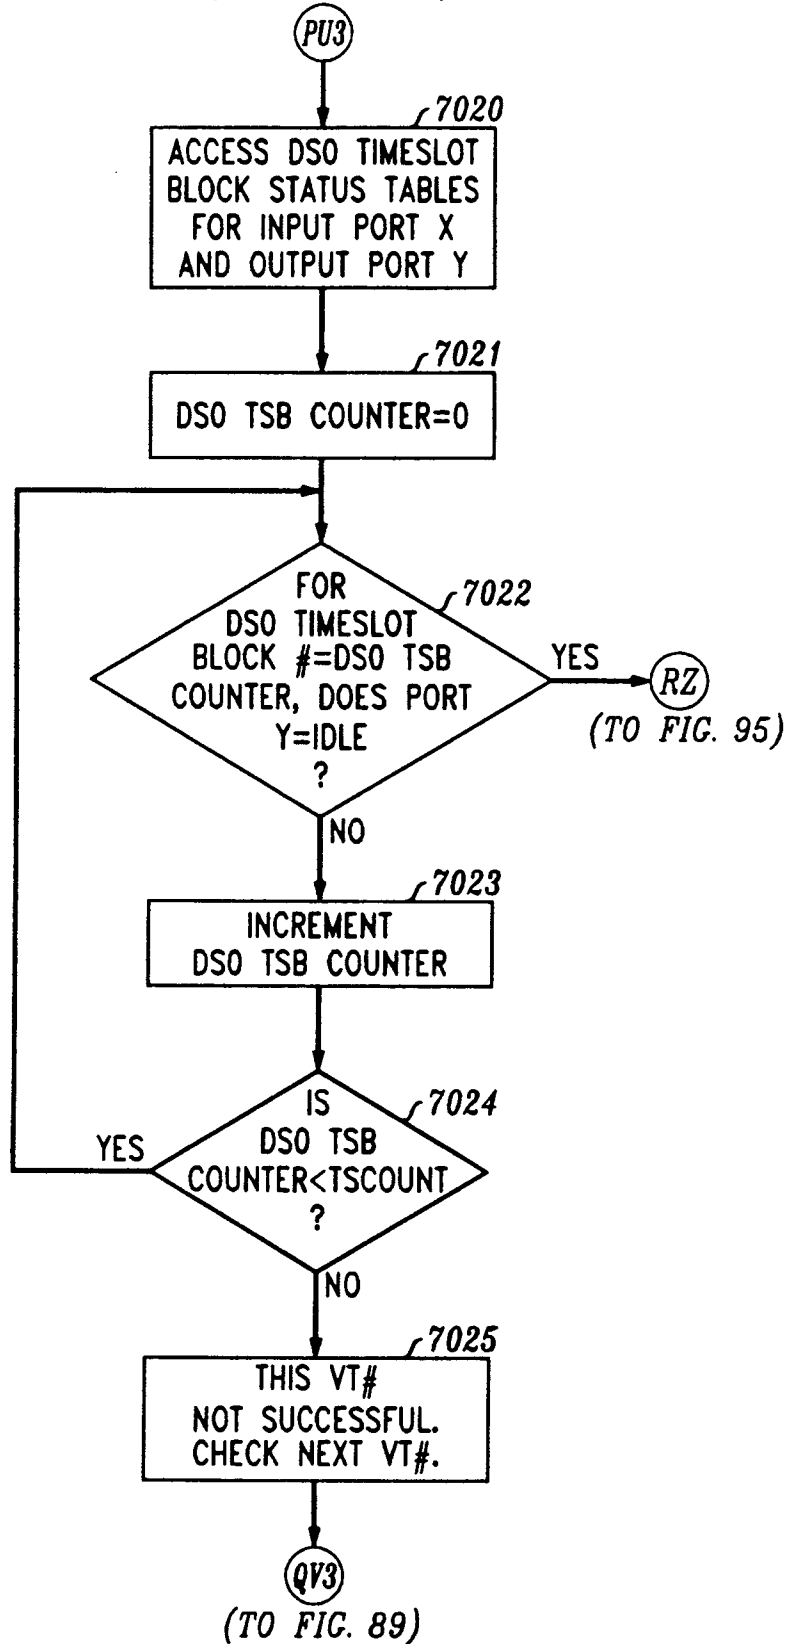 PU3
7020
ACCESS DS0 TIMESLOT
BLOCK STATUS TABLES
FOR INPUT PORT X
AND OUTPUT PORT Y
7021
DS0 TSB COUNTER=0
FOR
DS0 TIMESLOT
BLOCK #=DS0 TSB
COUNTER, DOES PORT
Y=IDLE
?
7022
YES
RZ
(TO FIG. 95)
NO
7023
INCREMENT
DS0 TSB COUNTER
IS
DS0 TSB
COUNTER<TSCOUNT
?
7024
YES
NO
7025
THIS VT#
NOT SUCCESSFUL.
CHECK NEXT VT#.
QV3
(TO FIG. 89)